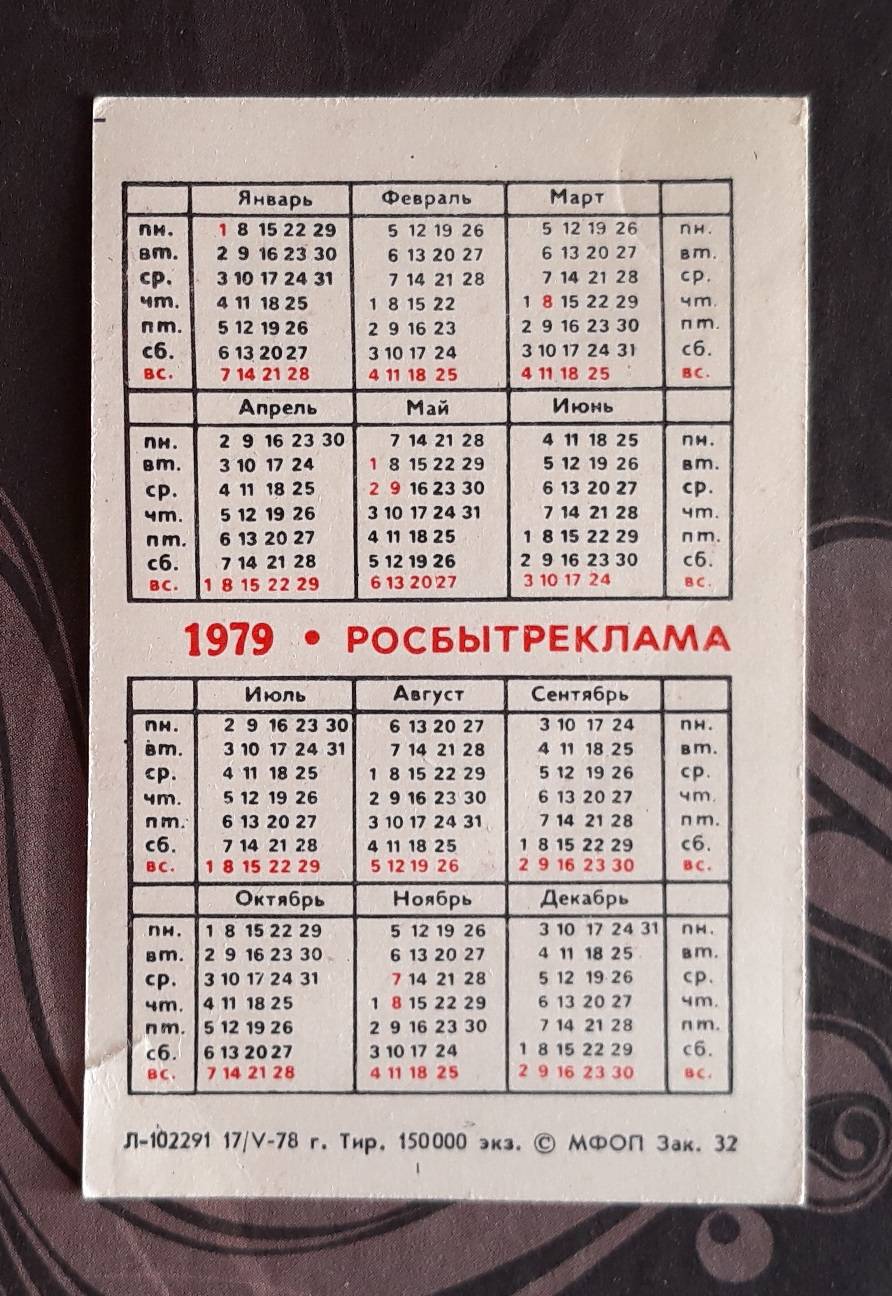 Январь Февраль Март
пн. 1 8 15 22 29 5 12 19 26 5 12 19 26 пн.
вт. 2 9 16 23 30 6 13 20 27 6 13 20 27 вт.
ср. 3 10 17 24 31 7 14 21 28 7 14 21 28 ср.
чт. 4 11 18 25 1 8 15 22 1 8 15 22 29 чт.
пт. 5 12 19 26 2 9 16 23 2 9 16 23 30 пт.
сб. 6 13 20 27 3 10 17 24 3 10 17 24 31 сб.
вс. 7 14 21 28 4 11 18 25 4 11 18 25 вс.
Апрель Май Июнь
пн. 2 9 16 23 30 7 14 21 28 4 11 18 25 пн.
вт. 3 10 17 24 1 8 15 22 29 5 12 19 26 вт.
ср. 4 11 18 25 2 9 16 23 30 6 13 20 27 ср.
чт. 5 12 19 26 3 10 17 24 31 7 14 21 28 чт.
пт. 6 13 20 27 4 11 18 25 1 8 15 22 29 пт.
сб. 7 14 21 28 5 12 19 26 2 9 16 23 30 сб.
вс. 1 8 15 22 29 6 13 20 27 3 10 17 24 вс.
1979 • РОСБЫТРЕКЛАМА
Июль Август Сентябрь
пн. 2 9 16 23 30 6 13 20 27 3 10 17 24 пн.
вт. 3 10 17 24 31 7 14 21 28 4 11 18 25 вт.
ср. 4 11 18 25 1 8 15 22 29 5 12 19 26 ср.
чт. 5 12 19 26 2 9 16 23 30 6 13 20 27 чт.
пт. 6 13 20 27 3 10 17 24 31 7 14 21 28 пт.
сб. 7 14 21 28 4 11 18 25 1 8 15 22 29 сб.
вс. 1 8 15 22 29 5 12 19 26 2 9 16 23 30 вс.
Октябрь Ноябрь Декабрь
пн. 1 8 15 22 29 5 12 19 26 3 10 17 24 31 пн.
вт. 2 9 16 23 30 6 13 20 27 4 11 18 25 вт.
ср. 3 10 17 24 31 7 14 21 28 5 12 19 26 ср.
чт. 4 11 18 25 1 8 15 22 29 6 13 20 27 чт.
пт. 5 12 19 26 2 9 16 23 30 7 14 21 28 пт.
сб. 6 13 20 27 3 10 17 24 1 8 15 22 29 сб.
вс. 7 14 21 28 4 11 18 25 2 9 16 23 30 вс.
Л-102291 17/V-78 г. Тир. 150000 экз. © МФОП Зак. 32